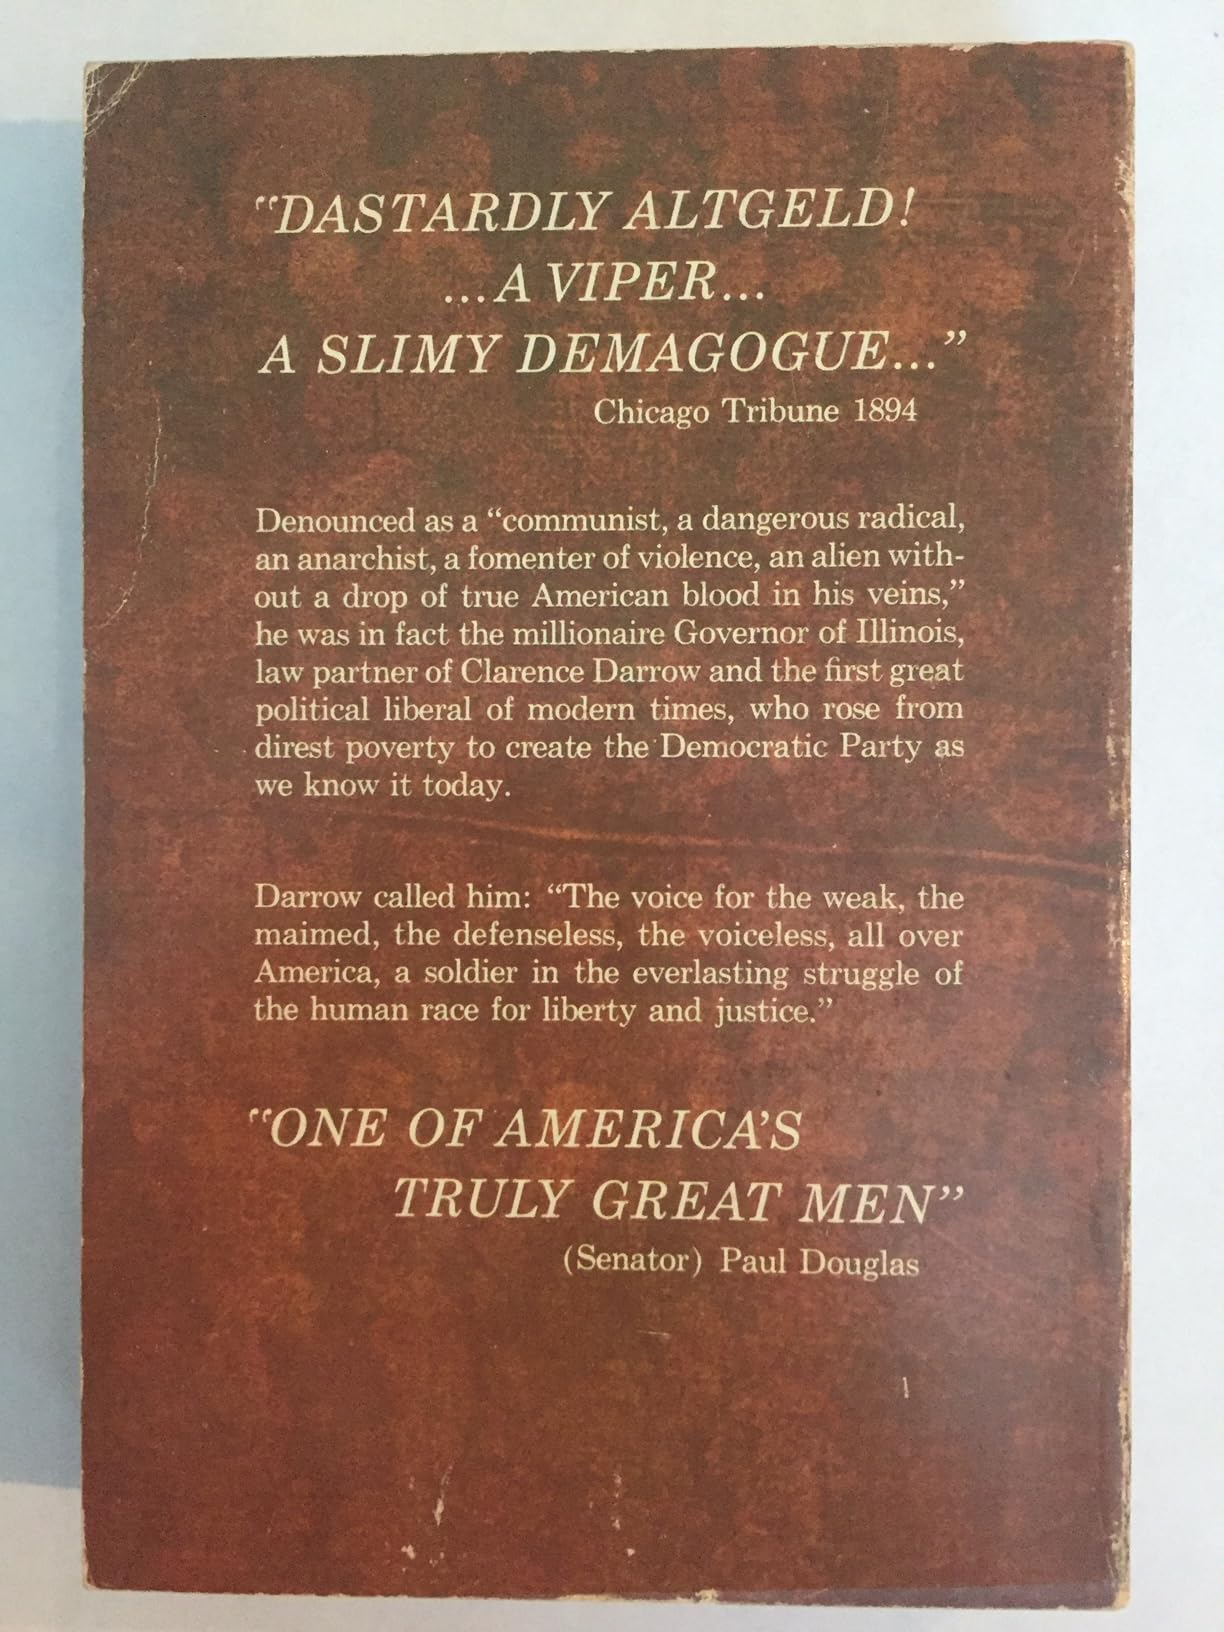 "DASTARDLY ALTGELD!
...A VIPER...
A SLIMY DEMAGOGUE..."
Chicago Tribune 1894
Denounced as a "communist, a dangerous radical,
an anarchist, a fomenter of violence, an alien with-
out a drop of true American blood in his veins,"
he was in fact the millionaire Governor of Illinois,
law partner of Clarence Darrow and the first great
political liberal of modern times, who rose from
direst poverty to create the Democratic Party as
we know it today.
Darrow called him: "The voice for the weak, the
maimed, the defenseless, the voiceless, all over
America, a soldier in the everlasting struggle of
the human race for liberty and justice."
"ONE OF AMERICA'S
TRULY GREAT MEN"
(Senator) Paul Douglas